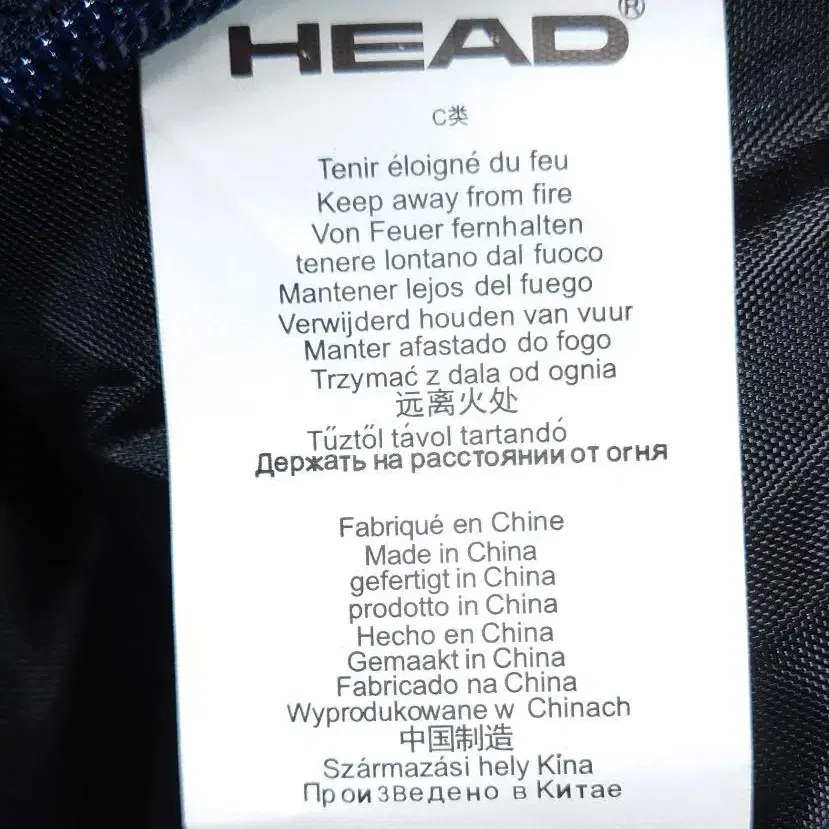 HEAD®
C类
Tenir éloigné du feu
Keep away from fire
Von Feuer fernhalten
tenere lontano dal fuoco
Mantener lejos del fuego
Verwijderd houden van vuur
Manter afastado do fogo
Trzymać z dala od ognia
远离火处
Tűztől távol tartandó
Держать на расстоянии от огня
Fabriqué en Chine
Made in China
gefertigt in China
prodotto in China
Hecho en China
Gemaakt in China
Fabricado na China
Wyprodukowane w Chinach
中国制造
Származási hely Kína
Произведено в Китае